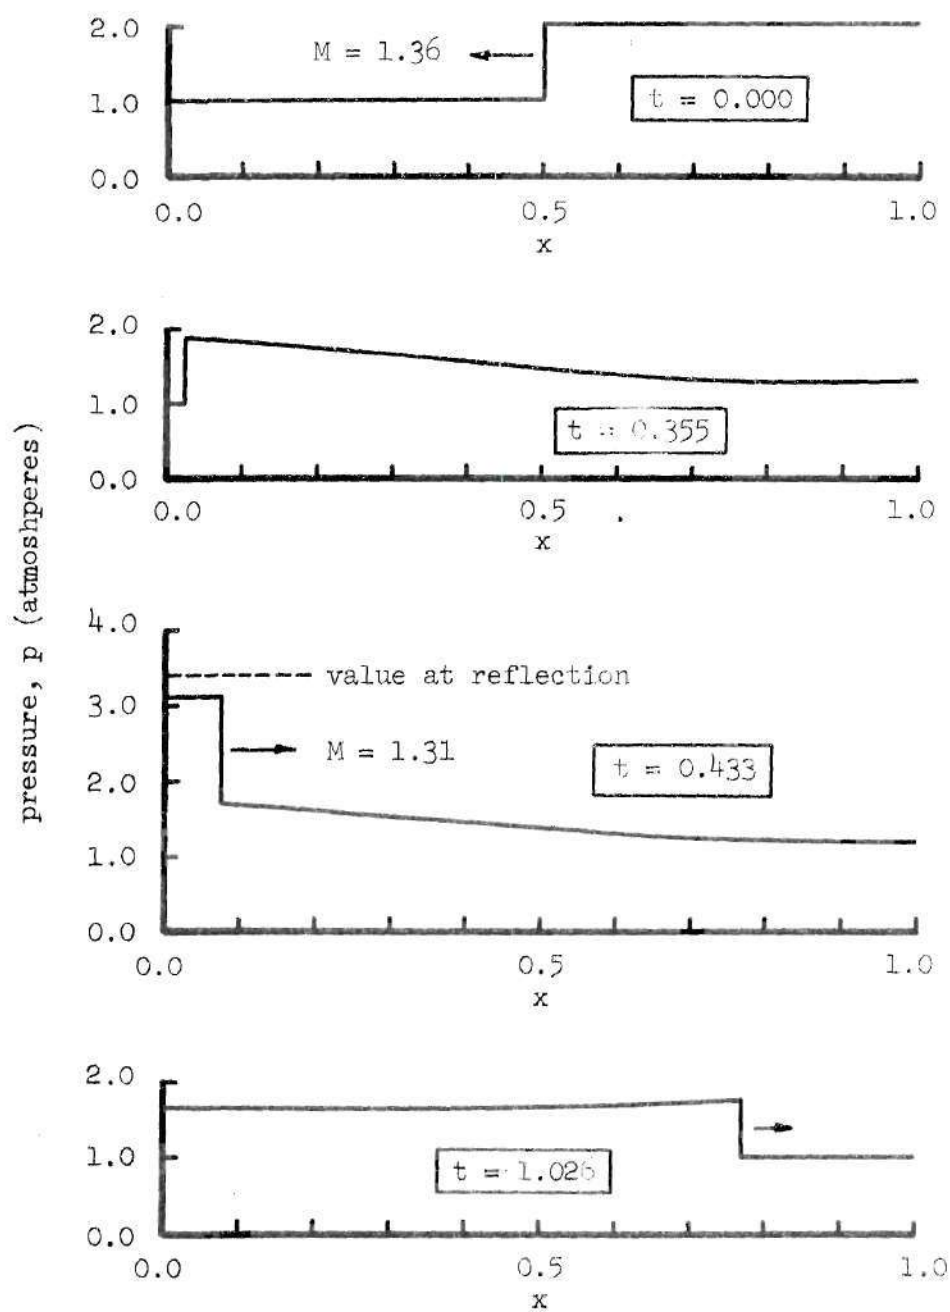 pressure, p (atmoshperes)
2.0
M = 1.36
t = 0.000
1.0
0.0
0.0 0.5 1.0
x
2.0
1.0
t = 0.355
0.0
0.0 0.5 1.0
x
4.0
value at reflection
3.0
M = 1.31
t = 0.433
2.0
1.0
0.0
0.0 0.5 1.0
x
2.0
1.0
t = 1.026
0.0
0.0 0.5 1.0
x